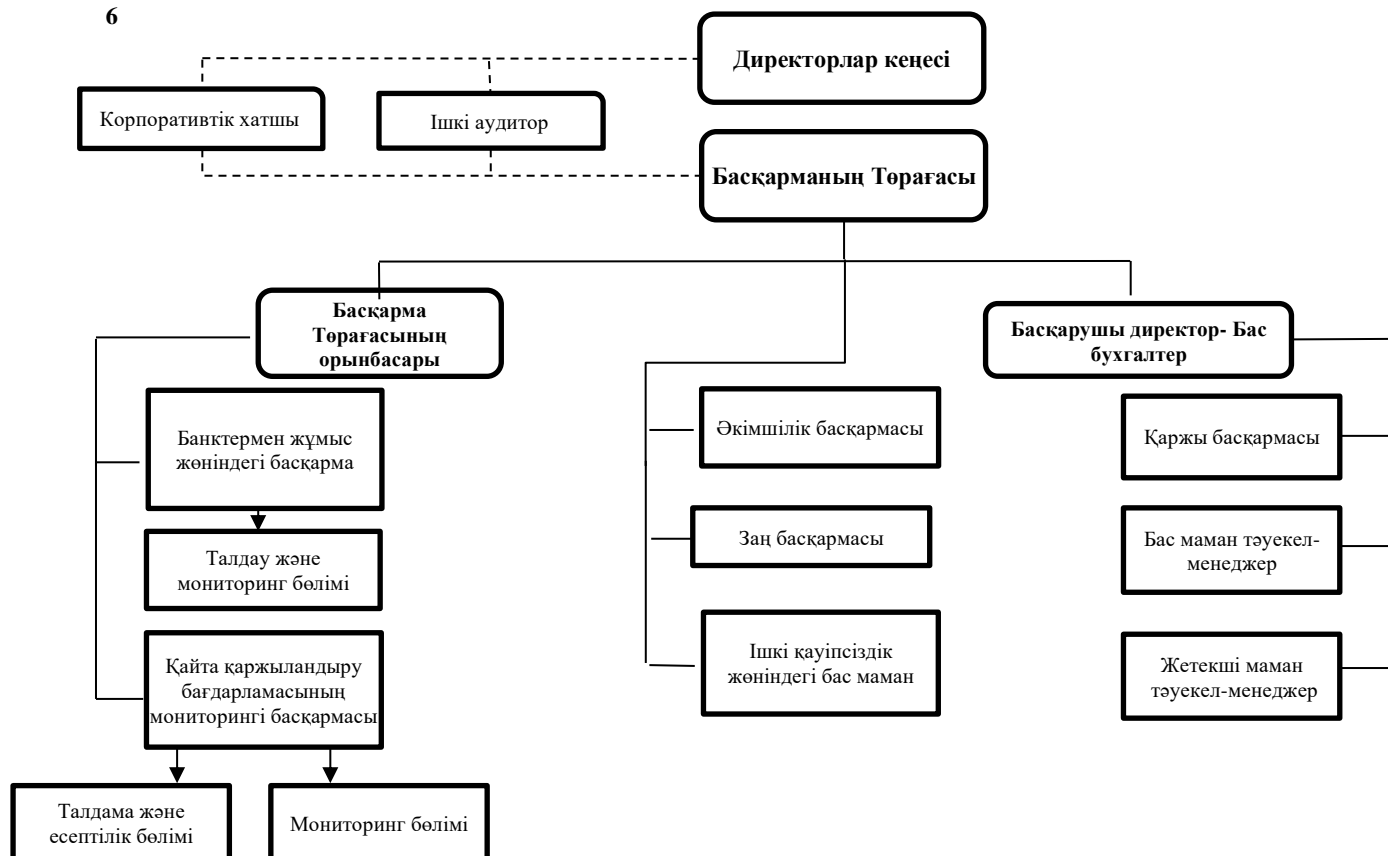 6
Директорлар кеңесі
Корпоративтік хатшы
Ішкі аудитор
Басқарманың Төрағасы
Басқарма
Төрағасының
орынбасары
Басқарушы директор- Бас
бухгалтер
Банктермен жұмыс
жөніндегі басқарма
Әкімшілік басқармасы
Қаржы басқармасы
Талдау және
мониторинг бөлімі
Заң басқармасы
Бас маман тәуекел-
менеджер
Қайта қаржыландыру
бағдарламасының
мониторингі басқармасы
Ішкі қауіпсіздік
жөніндегі бас маман
Жетекші маман
тәуекел-менеджер
Талдама және
есептілік бөлімі
Мониторинг бөлімі